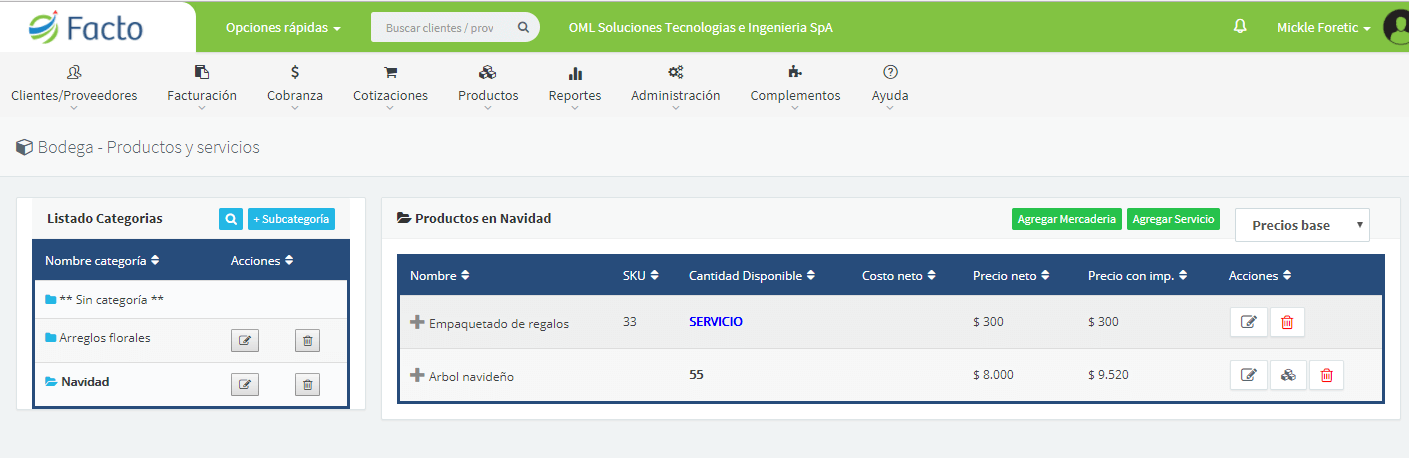 Facto
Opciones rápidas
Buscar clientes / prov
OML Soluciones Tecnologias e Ingenieria SpA
Mickle Foretic
Clientes/Proveedores Facturación Cobranza Cotizaciones Productos Reportes Administración Complementos Ayuda
Bodega - Productos y servicios
Listado Categorias
+ Subcategoría
Nombre categoría Acciones
** Sin categoría **
Arreglos florales
Navidad
Productos en Navidad
Agregar Mercaderia Agregar Servicio Precios base
Nombre SKU Cantidad Disponible Costo neto Precio neto Precio con imp. Acciones
Empaquetado de regalos 33 SERVICIO $ 300 $ 300
Arbol navideño 55 $ 8.000 $ 9.520